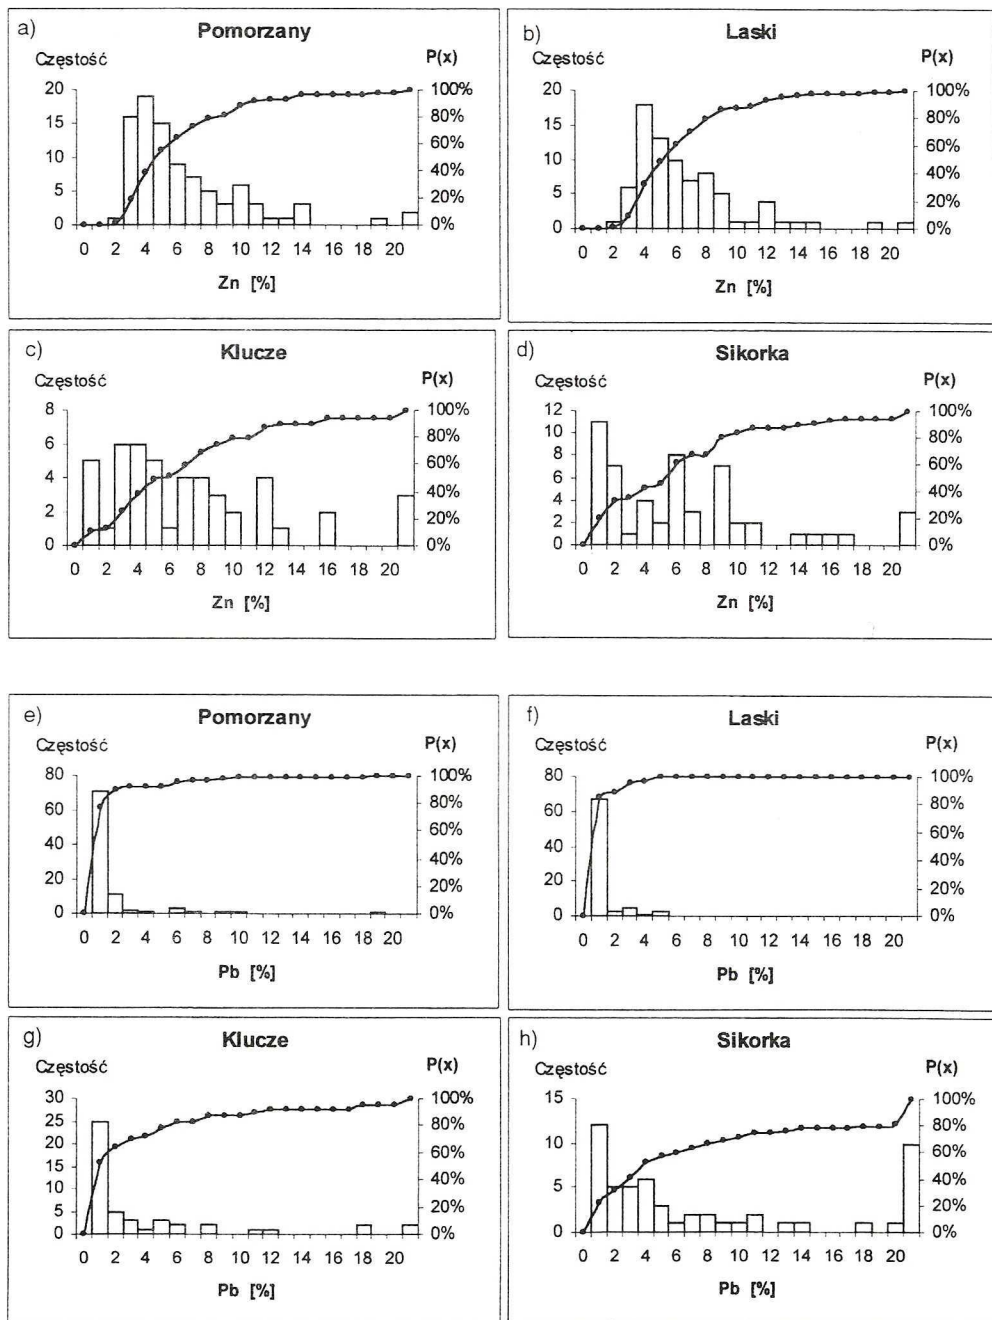 a) Pomorzany
Częstość P(x)
20 100%
15 80%
10 60%
40%
5 20%
0 0%
0 2 4 6 8 10 12 14 16 18 20
Zn [%]
b) Laski
Częstość P(x)
20 100%
15 80%
10 60%
40%
5 20%
0 0%
0 2 4 6 8 10 12 14 16 18 20
Zn [%]
c) Klucze
Częstość P(x)
8 100%
6 80%
4 60%
40%
2 20%
0 0%
0 2 4 6 8 10 12 14 16 18 20
Zn [%]
d) Sikorka
Częstość P(x)
12 100%
10 80%
8 60%
6
4 40%
2 20%
0 0%
0 2 4 6 8 10 12 14 16 18 20
Zn [%]
e) Pomorzany
Częstość P(x)
80 100%
60 80%
40 60%
40%
20 20%
0 0%
0 2 4 6 8 10 12 14 16 18 20
Pb [%]
f) Laski
Częstość P(x)
80 100%
60 80%
40 60%
40%
20 20%
0 0%
0 2 4 6 8 10 12 14 16 18 20
Pb [%]
g) Klucze
Częstość P(x)
30 100%
25 80%
20 60%
15
10 40%
5 20%
0 0%
0 2 4 6 8 10 12 14 16 18 20
Pb [%]
h) Sikorka
Częstość P(x)
15 100%
80%
10 60%
5 40%
20%
0 0%
0 2 4 6 8 10 12 14 16 18 20
Pb [%]